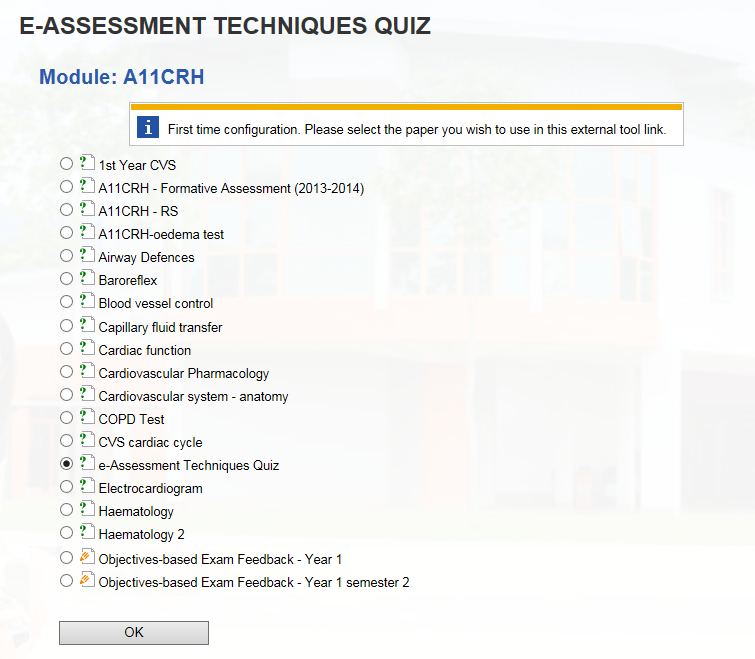 E-ASSESSMENT TECHNIQUES QUIZ
Module: A11CRH
First time configuration. Please select the paper you wish to use in this external tool link.
1st Year CVS
A11CRH - Formative Assessment (2013-2014)
A11CRH - RS
A11CRH-oedema test
Airway Defences
Baroreflex
Blood vessel control
Capillary fluid transfer
Cardiac function
Cardiovascular Pharmacology
Cardiovascular system - anatomy
COPD Test
CVS cardiac cycle
e-Assessment Techniques Quiz
Electrocardiogram
Haematology
Haematology 2
Objectives-based Exam Feedback - Year 1
Objectives-based Exam Feedback - Year 1 semester 2
OK